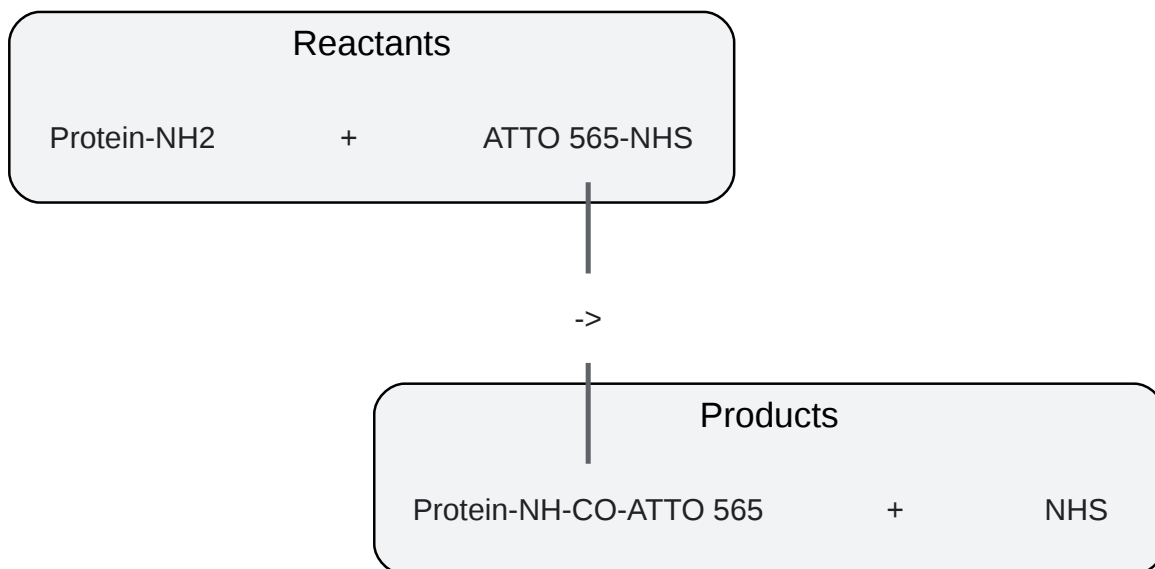 Reactants
Protein-NH2 + ATTO 565-NHS
->
Products
Protein-NH-CO-ATTO 565 + NHS